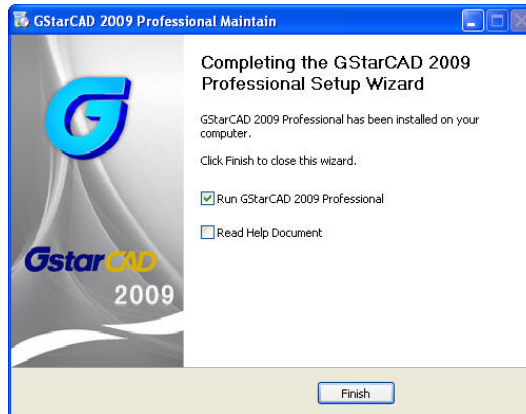 GStarCAD 2009 Professional Maintain
Completing the GStarCAD 2009
Professional Setup Wizard
GStarCAD 2009 Professional has been installed on your
computer.
Click Finish to close this wizard.
Run GStarCAD 2009 Professional
Read Help Document
GstarCAD
2009
Finish